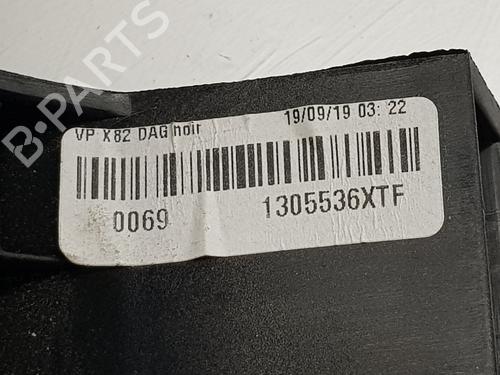 B-PARTS
VP X82 DAG noir 19/09/19 03:22
0069 1305536XTF